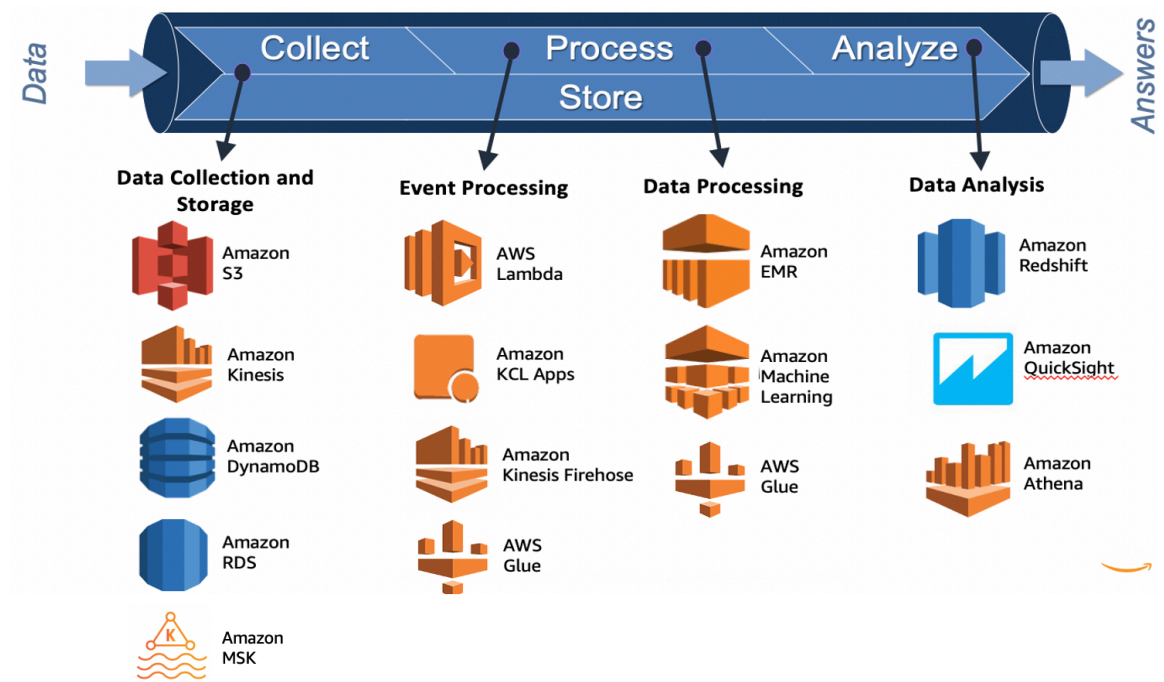 Data
Collect
Process
Analyze
Store
Answers
Data Collection and
Storage
Amazon
S3
Amazon
Kinesis
Amazon
DynamoDB
Amazon
RDS
K
Amazon
MSK
Event Processing
AWS
Lambda
Amazon
KCL Apps
Amazon
Kinesis Firehose
AWS
Glue
Data Processing
Amazon
EMR
Amazon
Machine
Learning
AWS
Glue
Data Analysis
Amazon
Redshift
Amazon
QuickSight
Amazon
Athena